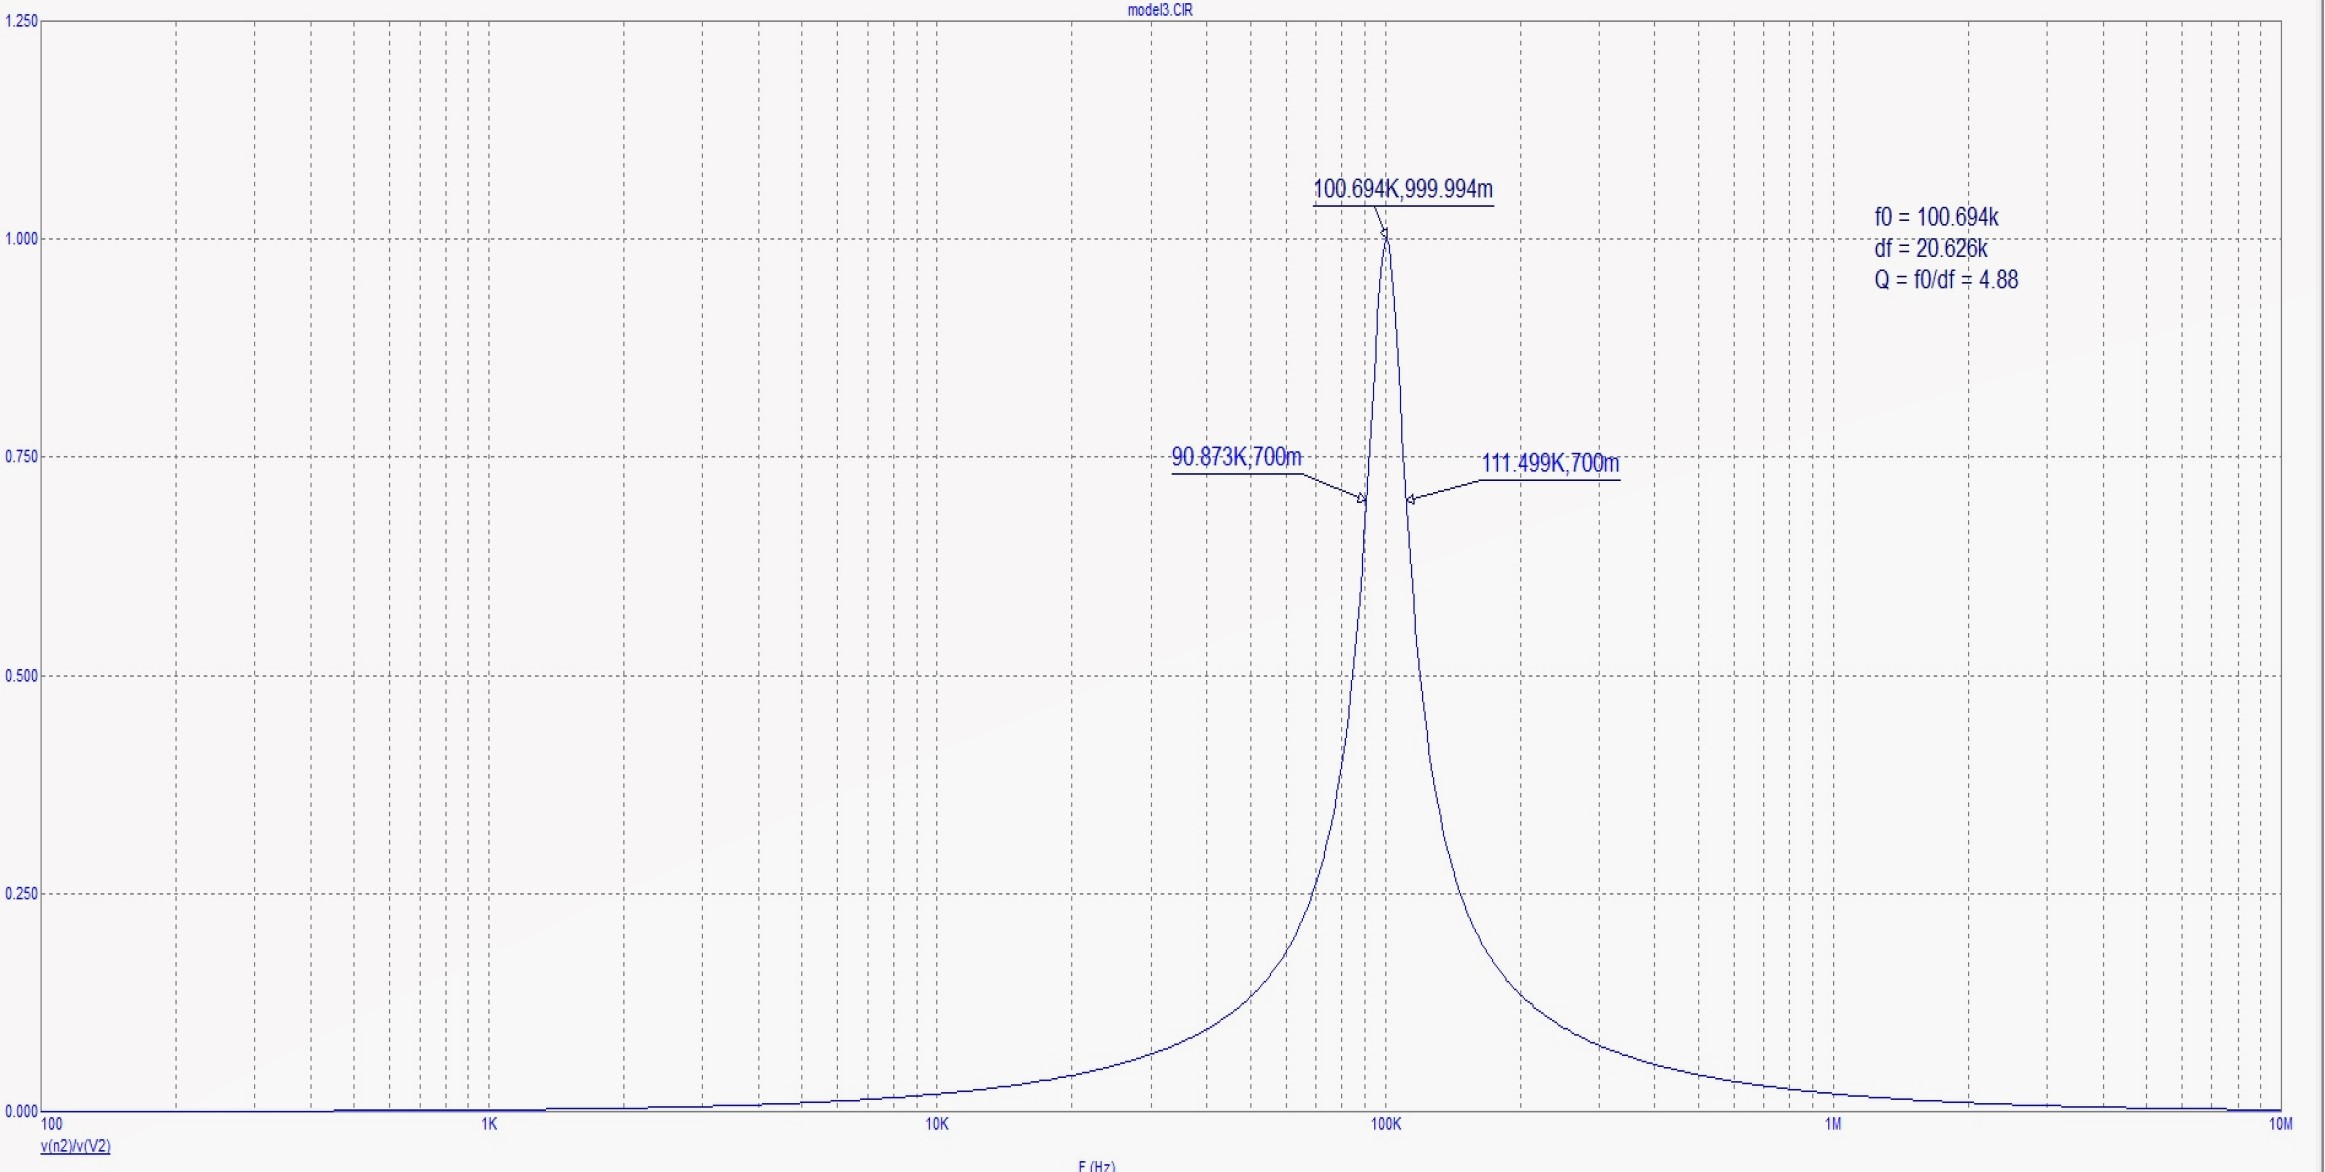 model3.CIR
1.250
100.694K,999.994m
f0 = 100.694k
1.000
df = 20.626k
Q = f0/df = 4.88
0.750
90.873K,700m
111.499K,700m
0.500
0.250
0.000
100 1K 10K 100K 1M 10M
v(n2)/v(V2)
F (Hz)